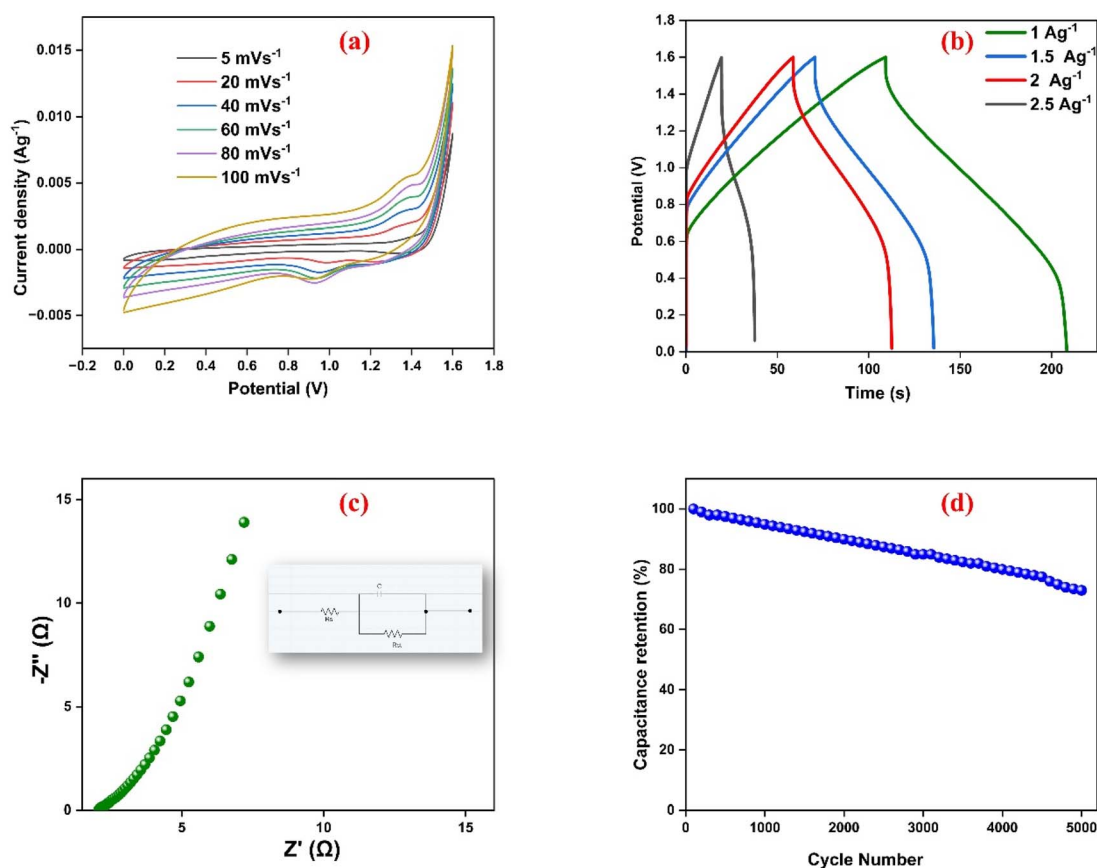 (a)
5 mVs⁻¹
20 mVs⁻¹
40 mVs⁻¹
60 mVs⁻¹
80 mVs⁻¹
100 mVs⁻¹
Current density (Ag⁻¹)
0.015
0.010
0.005
0.000
−0.005
−0.2 0.0 0.2 0.4 0.6 0.8 1.0 1.2 1.4 1.6 1.8
Potential (V)
(b)
1 Ag⁻¹
1.5 Ag⁻¹
2 Ag⁻¹
2.5 Ag⁻¹
Potential (V)
1.8
1.6
1.4
1.2
1.0
0.8
0.6
0.4
0.2
0.0
0 50 100 150 200
Time (s)
(c)
-Z'' (Ω)
15
10
5
0
C
5 10 15
Z' (Ω)
(d)
Capacitance retention (%)
100
80
60
40
20
0
0 1000 2000 3000 4000 5000
Cycle Number